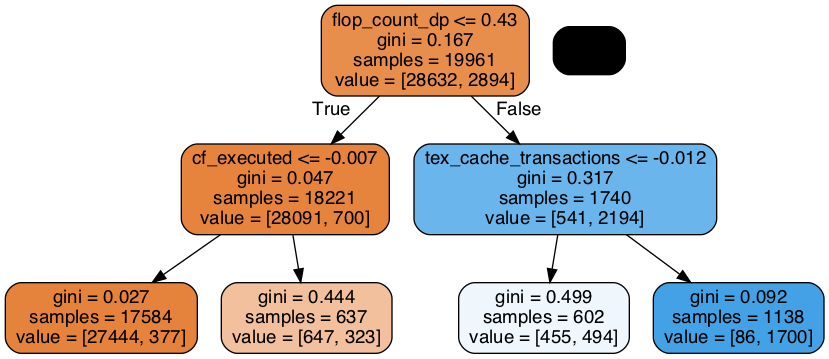 flop_count_dp <= 0.43
gini = 0.167
samples = 19961
value = [28632, 2894]
True
False
cf_executed <= -0.007
gini = 0.047
samples = 18221
value = [28091, 700]
tex_cache_transactions <= -0.012
gini = 0.317
samples = 1740
value = [541, 2194]
gini = 0.027
samples = 17584
value = [27444, 377]
gini = 0.444
samples = 637
value = [647, 323]
gini = 0.499
samples = 602
value = [455, 494]
gini = 0.092
samples = 1138
value = [86, 1700]